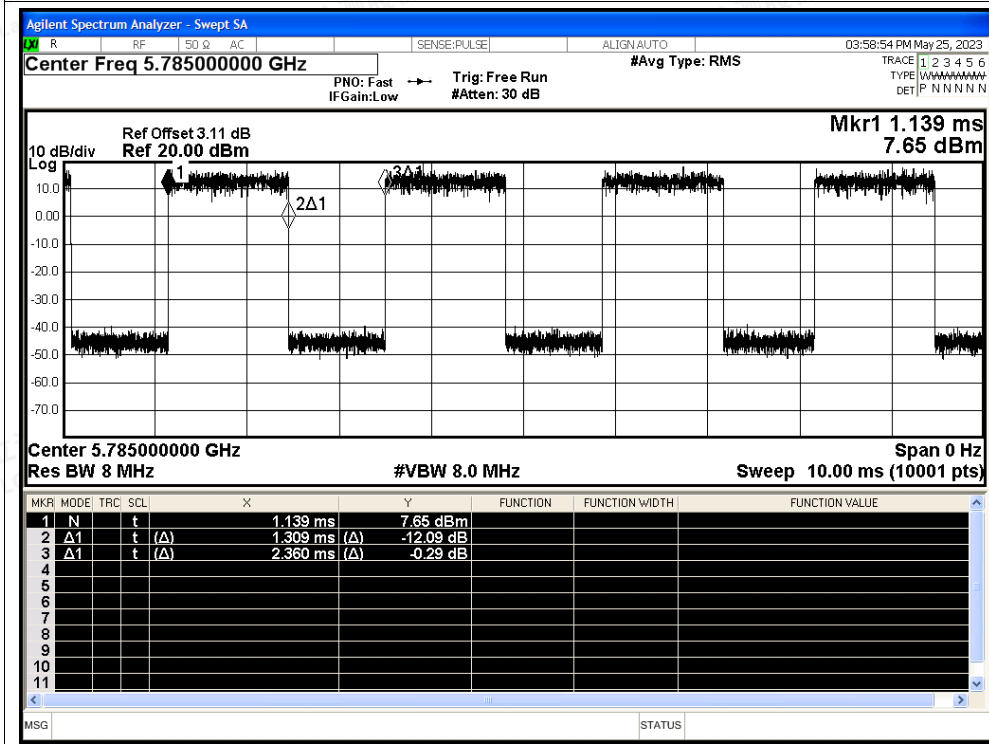 Agilent Spectrum Analyzer - Swept SA
LXI R RF 50 Ω AC SENSE:PULSE ALIGN AUTO 03:58:54 PM May 25, 2023
Center Freq 5.785000000 GHz #Avg Type: RMS TRACE 1 2 3 4 5 6
PNO: Fast Trig: Free Run TYPE W
IFGain:Low #Atten: 30 dB DET P N N N N N
Mkr1 1.139 ms
Ref Offset 3.11 dB
10 dB/div Ref 20.00 dBm 7.65 dBm
Log
1 3Δ1
10.0
2Δ1
0.00
-10.0
-20.0
-30.0
-40.0
-50.0
-60.0
-70.0
Center 5.785000000 GHz Span 0 Hz
Res BW 8 MHz #VBW 8.0 MHz Sweep 10.00 ms (10001 pts)
MKR MODE TRC SCL X Y FUNCTION FUNCTION WIDTH FUNCTION VALUE
1 N t 1.139 ms 7.65 dBm
2 Δ1 t (Δ) 1.309 ms (Δ) -12.09 dB
3 Δ1 t (Δ) 2.360 ms (Δ) -0.29 dB
4
5
6
7
8
9
10
11
MSG STATUS